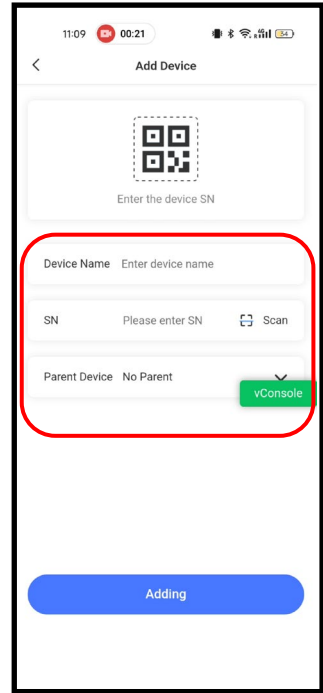 11:09 00:21 54
Add Device
Enter the device SN
Device Name Enter device name
SN Please enter SN Scan
Parent Device No Parent
vConsole
Adding